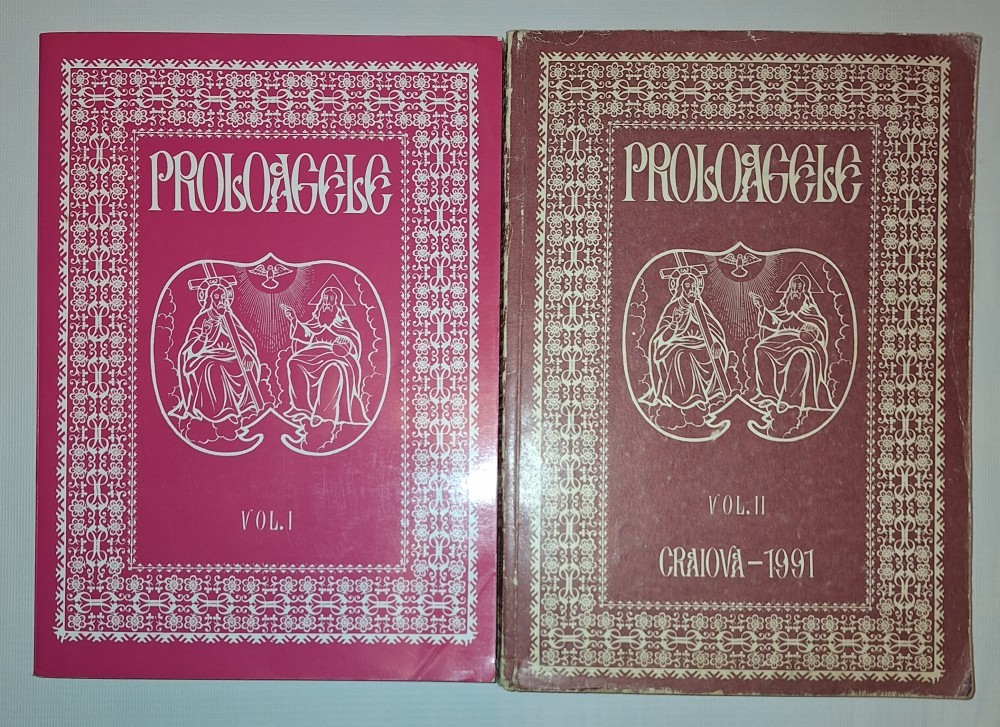 PROLOAGELE
VOL. I
PROLOAGELE
VOL. II
CRAIOVA – 1991